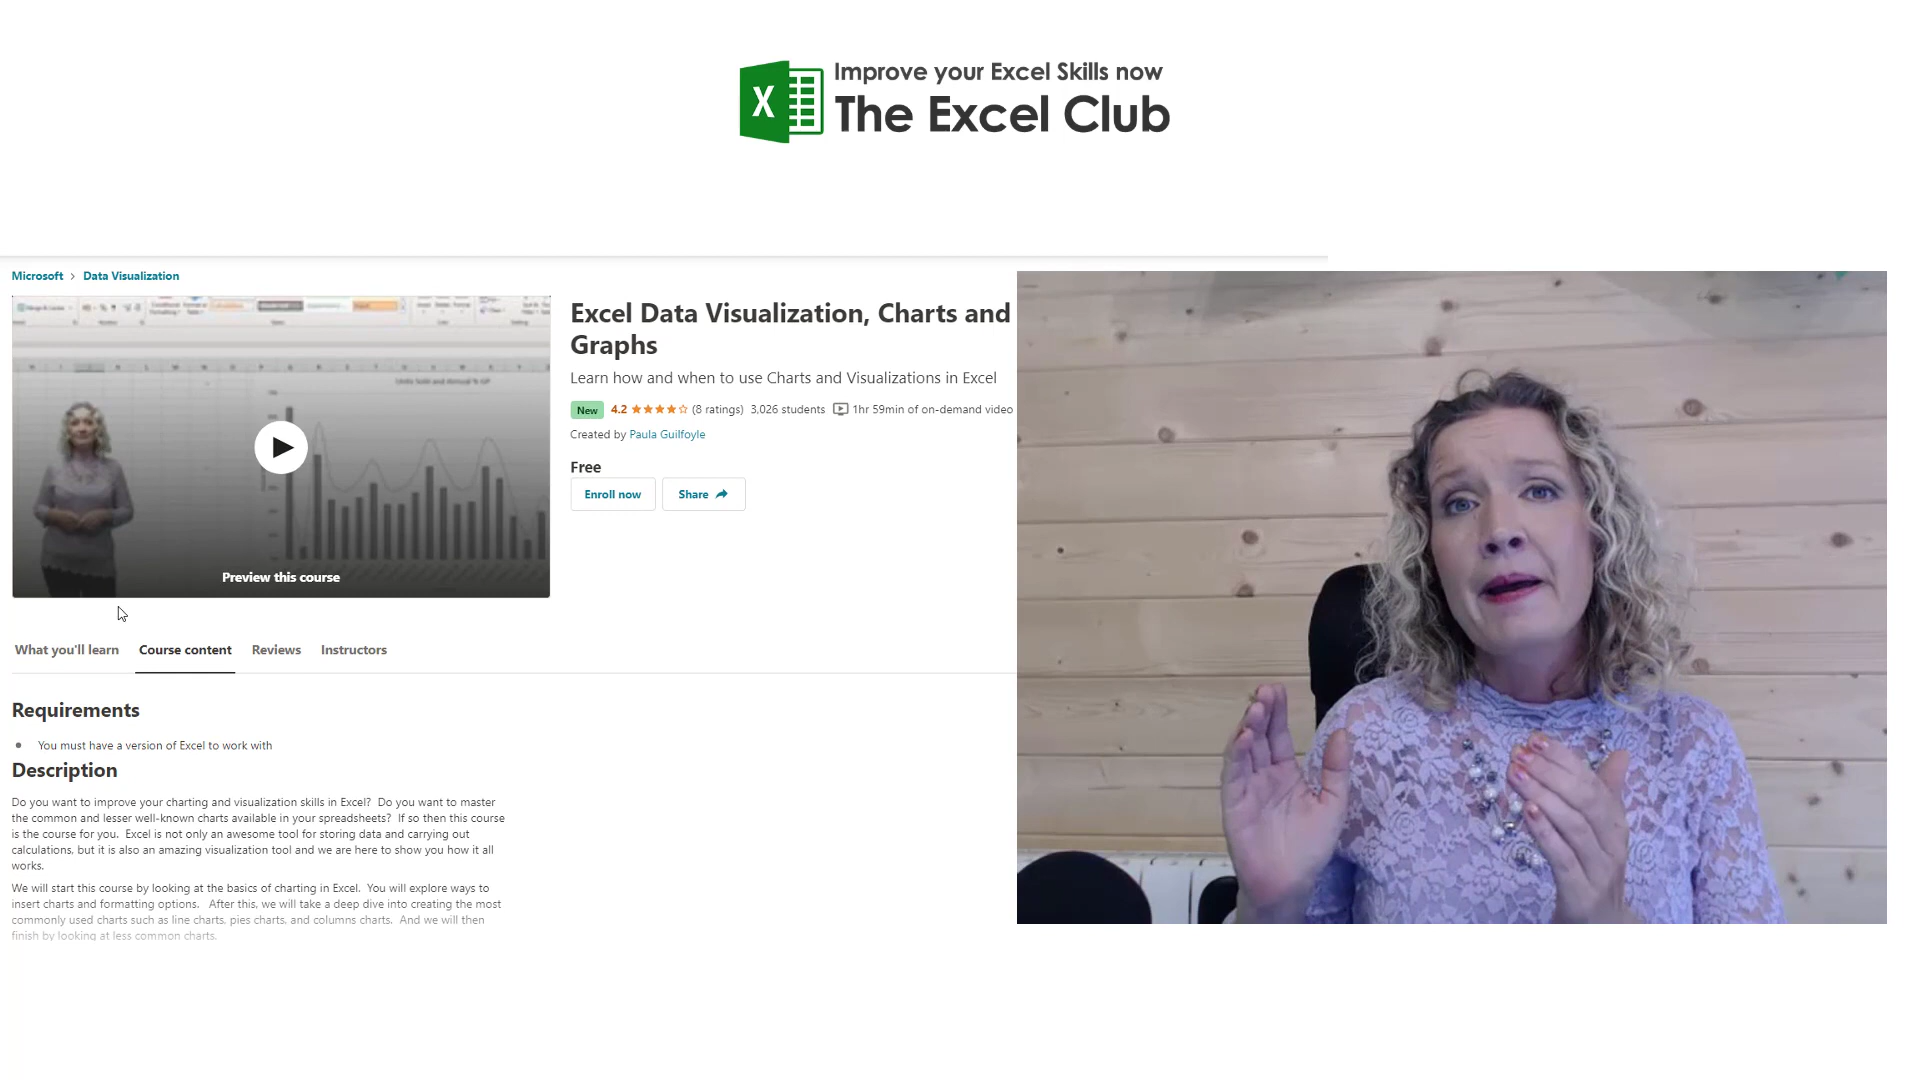 Improve your Excel Skills now
The Excel Club
Microsoft > Data Visualization
Preview this course
Excel Data Visualization, Charts and
Graphs
Learn how and when to use Charts and Visualizations in Excel
New 4.2 (8 ratings) 3,026 students 1hr 59min of on-demand video
Created by Paula Guilfoyle
Free
Enroll now Share
What you'll learn Course content Reviews Instructors
Requirements
You must have a version of Excel to work with
Description
Do you want to improve your charting and visualization skills in Excel? Do you want to master
the common and lesser well-known charts available in your spreadsheets? If so then this course
is the course for you. Excel is not only an awesome tool for storing data and carrying out
calculations, but it is also an amazing visualization tool and we are here to show you how it all
works.
We will start this course by looking at the basics of charting in Excel. You will explore ways to
insert charts and formatting options. After this, we will take a deep dive into creating the most
commonly used charts such as line charts, pies charts, and columns charts. And we will then
finish by looking at less common charts.